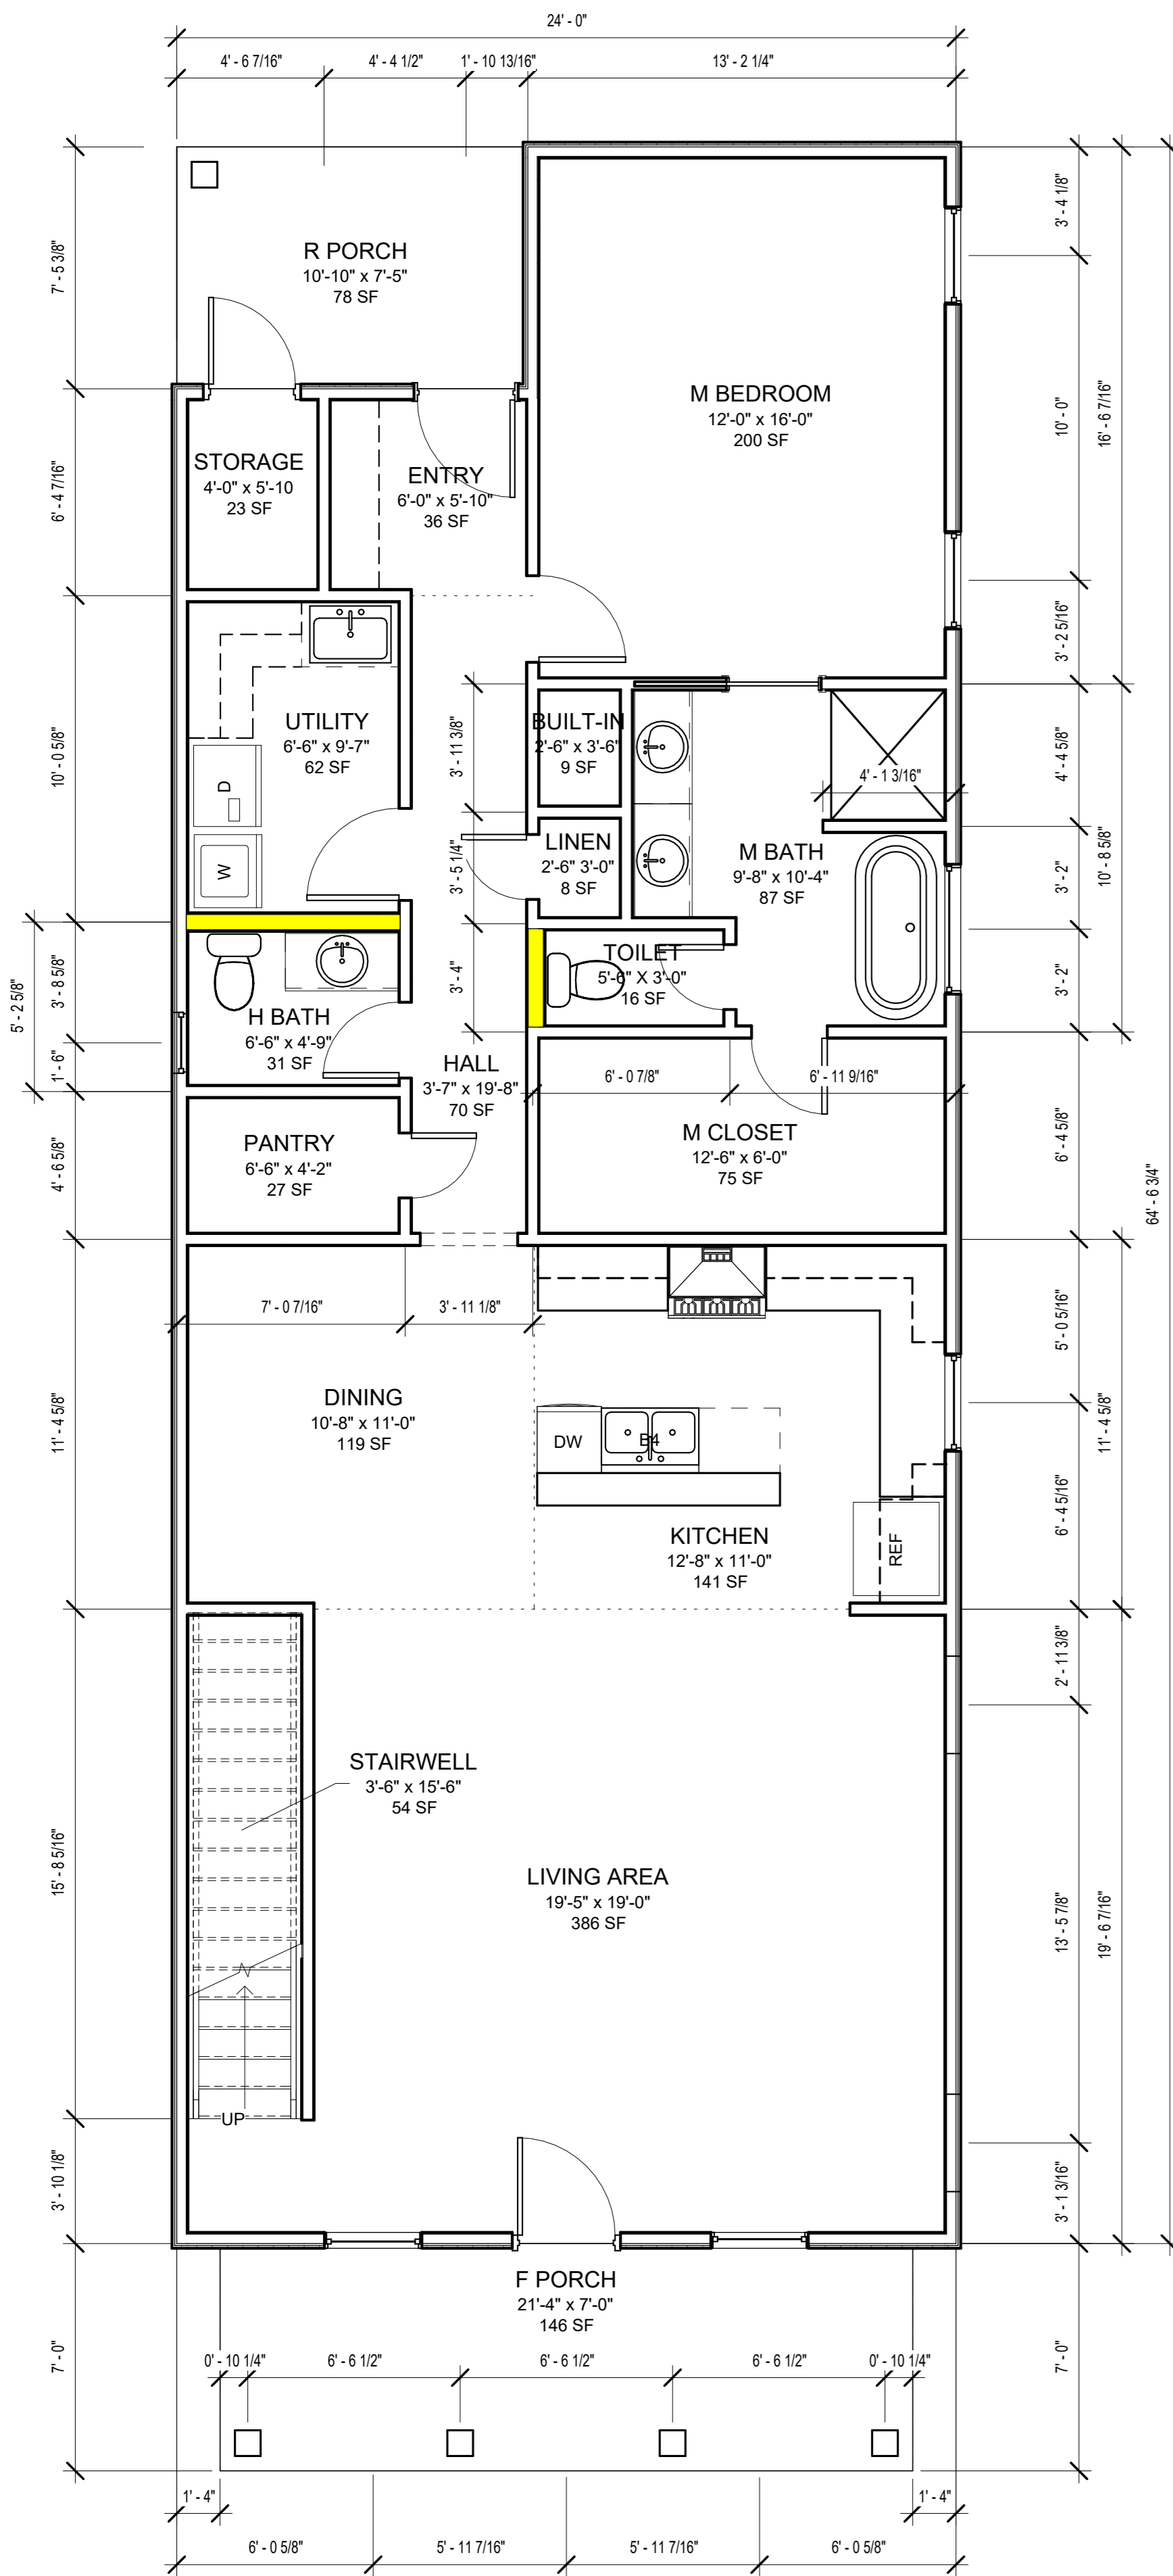 24' - 0"
4' - 6 7/16"
4' - 4 1/2"
1' - 10 13/16"
13' - 2 1/4"
R PORCH
10'-10" x 7'-5"
78 SF
7' - 5 3/8"
3' - 4 1/8"
M BEDROOM
12'-0" x 16'-0"
200 SF
10' - 0"
16' - 6 7/16"
STORAGE
4'-0" x 5'-10
23 SF
ENTRY
6'-0" x 5'-10"
36 SF
6' - 4 7/16"
3' - 2 5/16"
UTILITY
6'-6" x 9'-7"
62 SF
10' - 0 5/8"
D
W
3' - 11 3/8"
BUILT-IN
2'-6" x 3'-6"
9 SF
4' - 1 3/16"
4' - 4 5/8"
3' - 5 1/4"
LINEN
2'-6" 3'-0"
8 SF
M BATH
9'-8" x 10'-4"
87 SF
3' - 2"
10' - 8 5/8"
3' - 4"
TOILET
5'-6" X 3'-0"
16 SF
3' - 2"
5' - 2 5/8"
3' - 8 5/8"
1' - 6"
H BATH
6'-6" x 4'-9"
31 SF
HALL
3'-7" x 19'-8"
70 SF
6' - 0 7/8"
6' - 11 9/16"
M CLOSET
12'-6" x 6'-0"
75 SF
6' - 4 5/8"
64' - 6 3/4"
PANTRY
6'-6" x 4'-2"
27 SF
4' - 6 5/8"
7' - 0 7/16"
3' - 11 1/8"
5' - 0 5/16"
DINING
10'-8" x 11'-0"
119 SF
11' - 4 5/8"
DW
B4
11' - 4 5/8"
KITCHEN
12'-8" x 11'-0"
141 SF
REF
6' - 4 5/16"
2' - 11 3/8"
STAIRWELL
3'-6" x 15'-6"
54 SF
15' - 8 5/16"
LIVING AREA
19'-5" x 19'-0"
386 SF
13' - 5 7/8"
19' - 6 7/16"
UP
3' - 10 1/8"
3' - 1 3/16"
F PORCH
21'-4" x 7'-0"
146 SF
7' - 0"
0' - 10 1/4"
6' - 6 1/2"
6' - 6 1/2"
6' - 6 1/2"
0' - 10 1/4"
7' - 0"
1' - 4"
1' - 4"
6' - 0 5/8"
5' - 11 7/16"
5' - 11 7/16"
6' - 0 5/8"